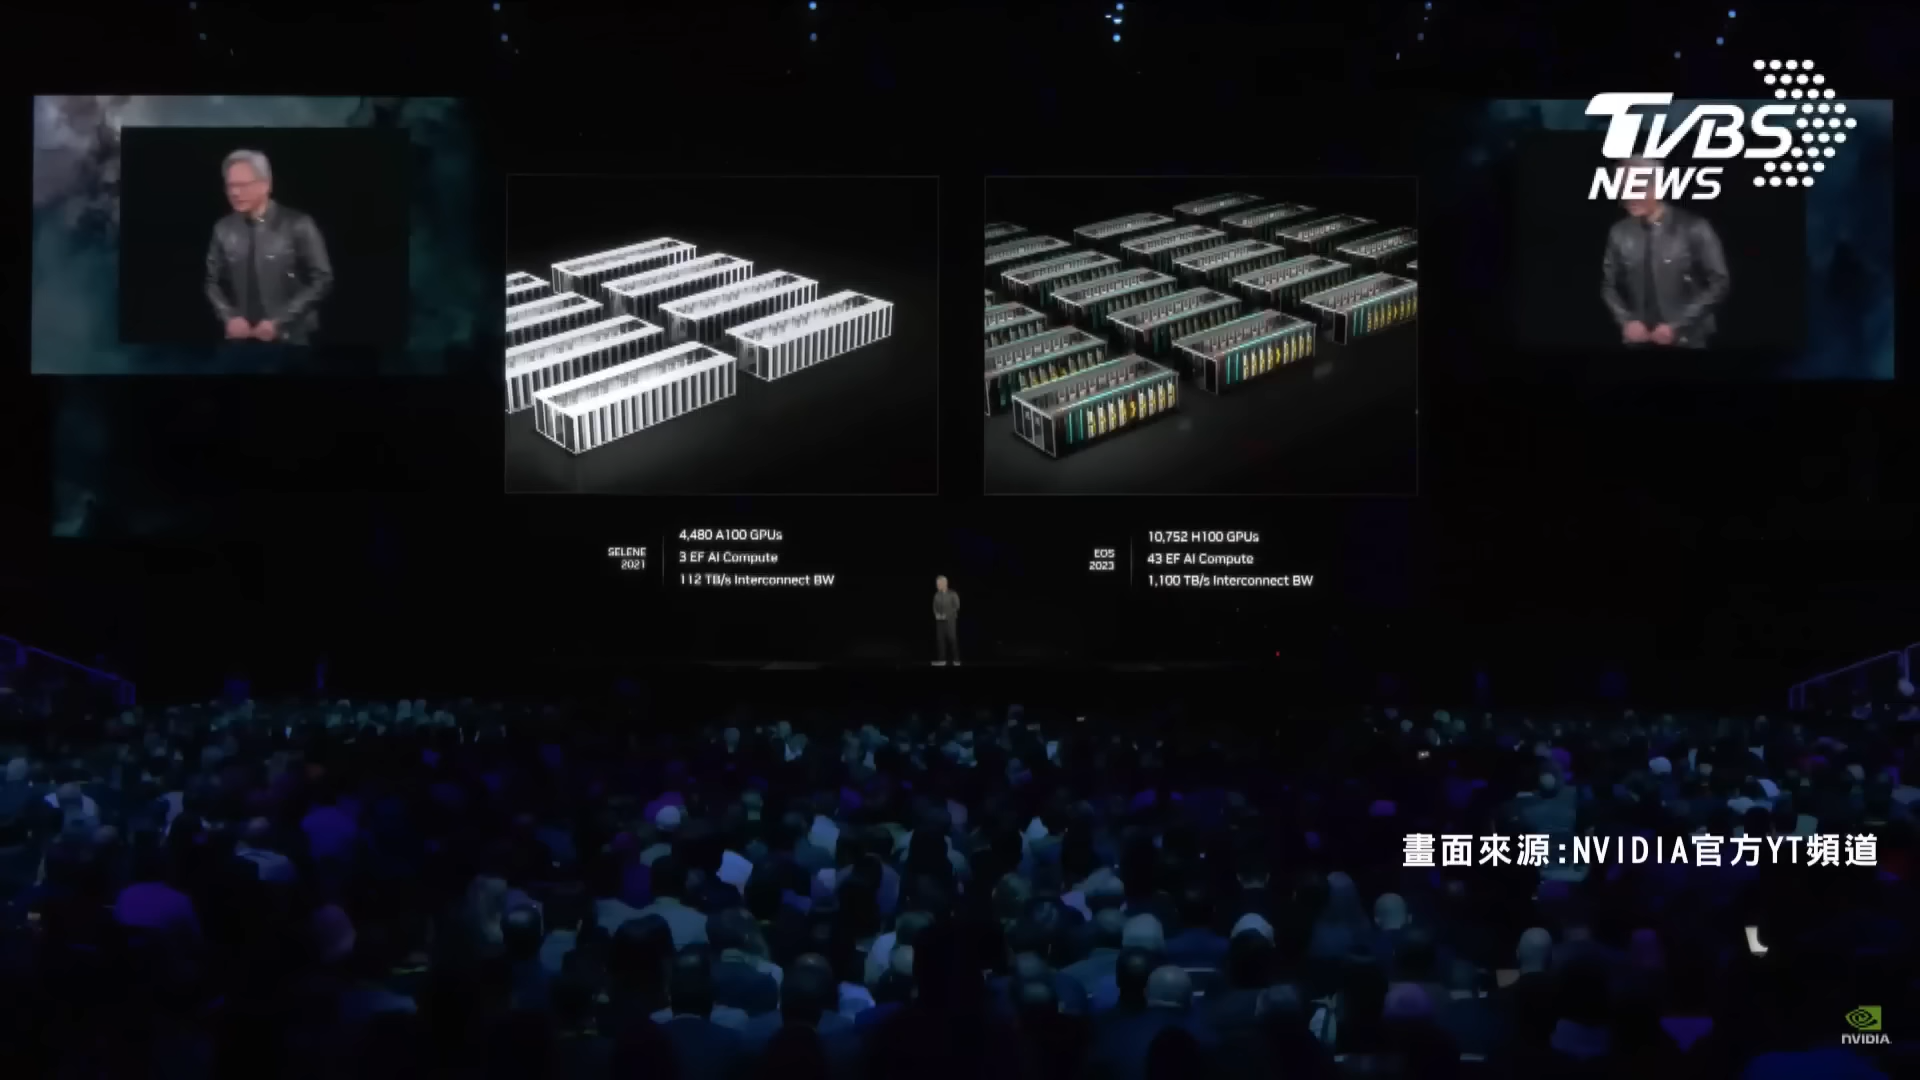 TVBS
NEWS
SELENE
2021
4,480 A100 GPUs
3 EF AI Compute
112 TB/s Interconnect BW
EOS
2023
10,752 H100 GPUs
43 EF AI Compute
1,100 TB/s Interconnect BW
畫面來源:NVIDIA官方YT頻道
NVIDIA